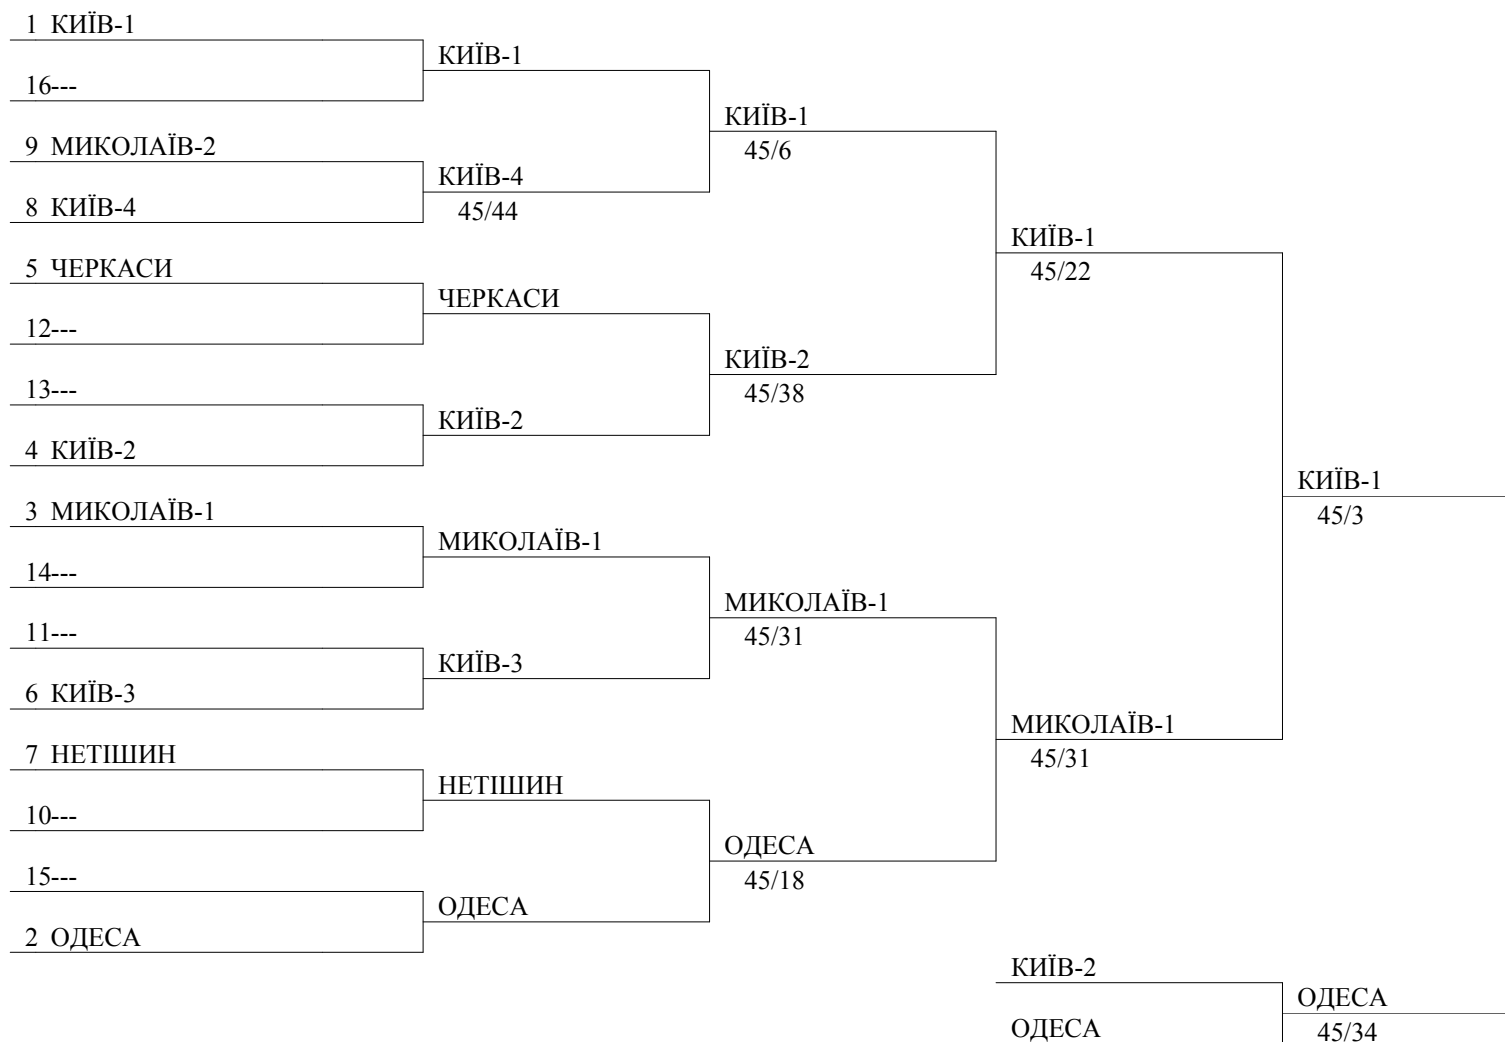 1 КИЇВ-1
КИЇВ-1
16---
КИЇВ-1
45/6
9 МИКОЛАЇВ-2
КИЇВ-4
45/44
8 КИЇВ-4
КИЇВ-1
45/22
5 ЧЕРКАСИ
ЧЕРКАСИ
12---
КИЇВ-2
45/38
13---
КИЇВ-2
4 КИЇВ-2
КИЇВ-1
45/3
3 МИКОЛАЇВ-1
МИКОЛАЇВ-1
14---
МИКОЛАЇВ-1
45/31
11---
КИЇВ-3
6 КИЇВ-3
МИКОЛАЇВ-1
45/31
7 НЕТІШИН
НЕТІШИН
10---
ОДЕСА
45/18
15---
ОДЕСА
2 ОДЕСА
КИЇВ-2
ОДЕСА
45/34
ОДЕСА